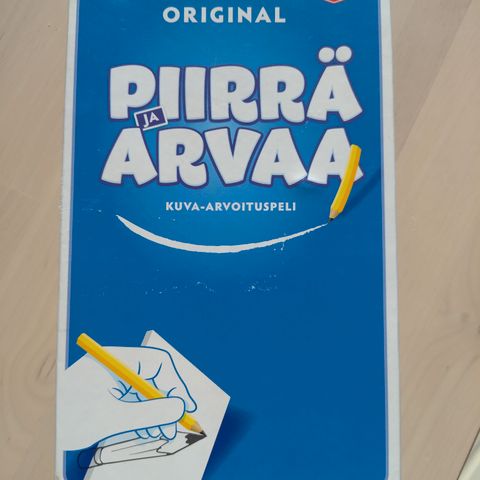 ORIGINAL
PIIRRÄ
JA
ARVAA
KUVA-ARVOITUSPELI